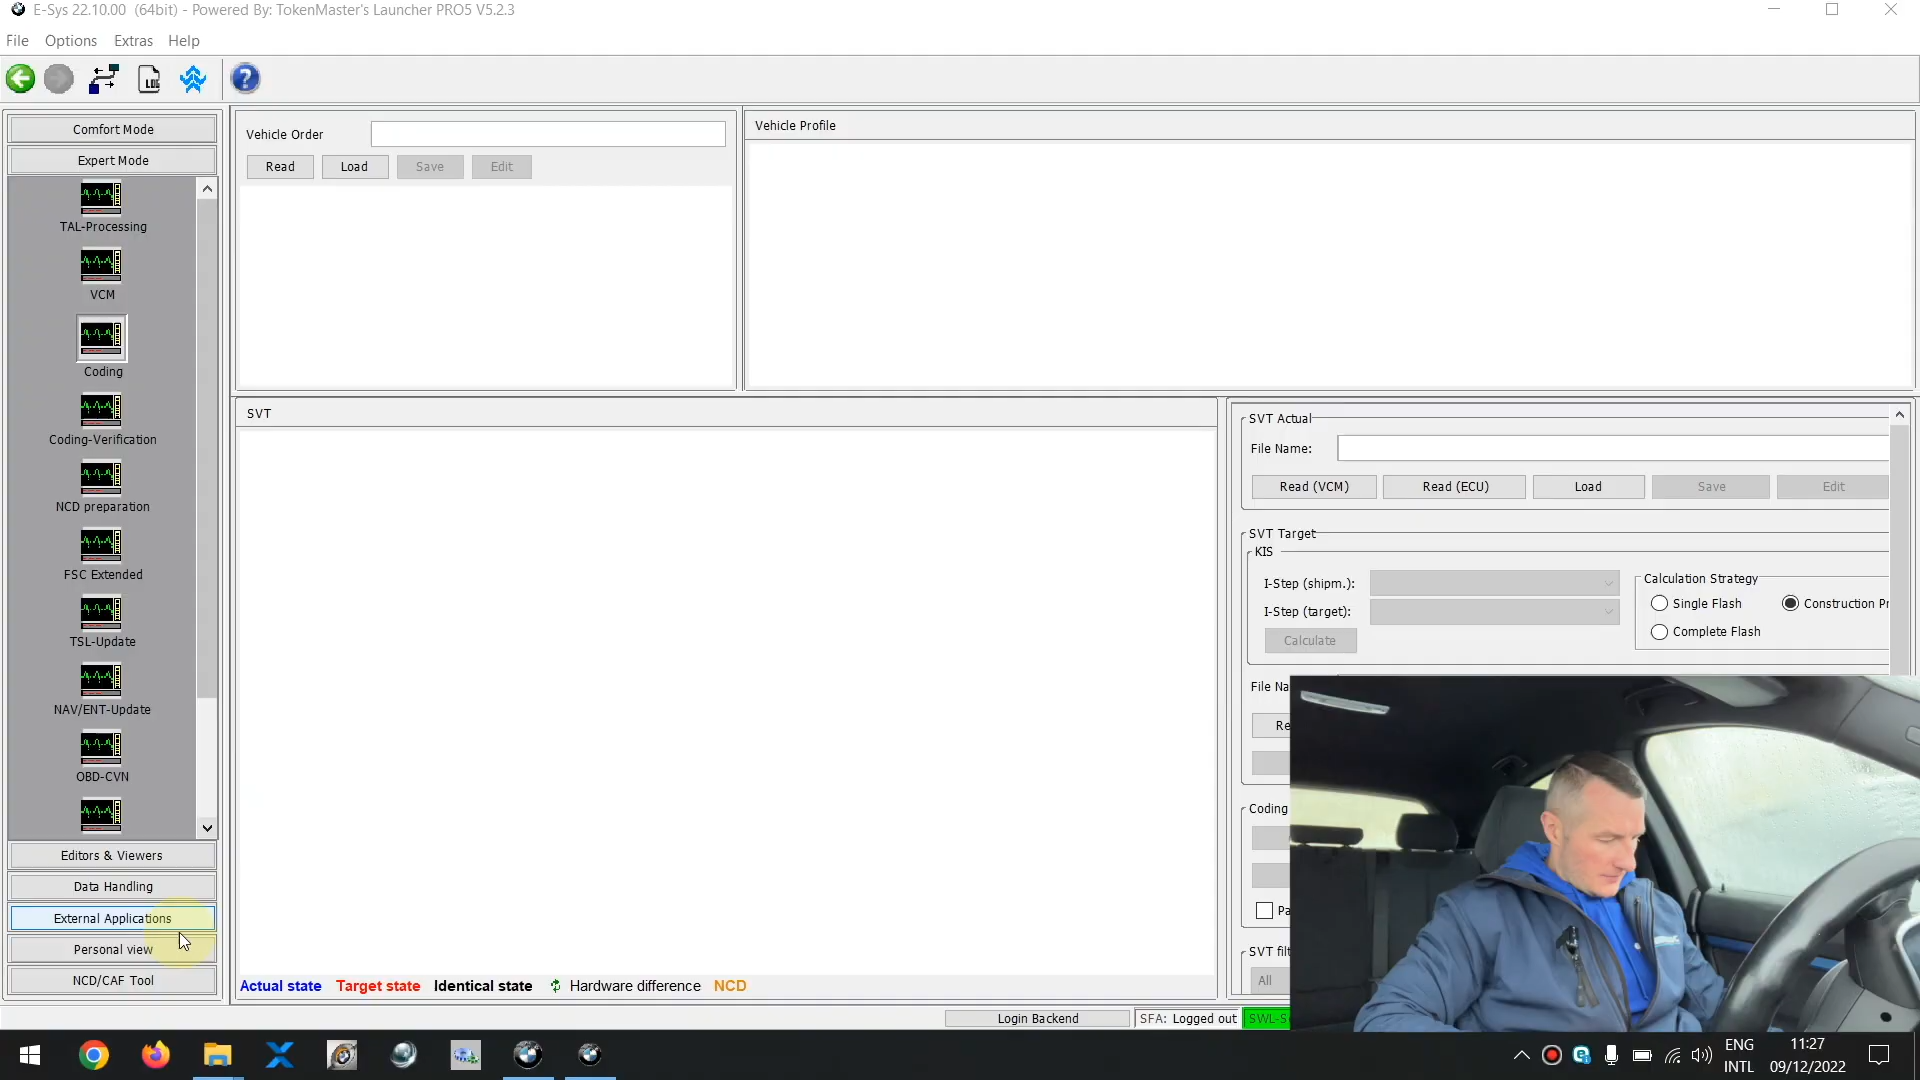 E-Sys 22.10.00 (64bit) - Powered By: TokenMaster's Launcher PRO5 V5.2.3
File Options Extras Help
LOG
?
Comfort Mode
Expert Mode
TAL-Processing
VCM
Coding
Coding-Verification
NCD preparation
FSC Extended
TSL-Update
NAV/ENT-Update
OBD-CVN
Editors & Viewers
Data Handling
External Applications
Personal view
NCD/CAF Tool
Vehicle Order
Read Load Save Edit
Vehicle Profile
SVT
Actual state Target state Identical state Hardware difference NCD
SVT Actual
File Name:
Read (VCM) Read (ECU) Load Save Edit
SVT Target
KIS
I-Step (shipm.):
I-Step (target):
Calculate
Calculation Strategy
Single Flash Construction Pr
Complete Flash
File Na
Re
Coding
Pa
SVT filt
All
Login Backend SFA: Logged out SWL-S
ENG
INTL
11:27
09/12/2022